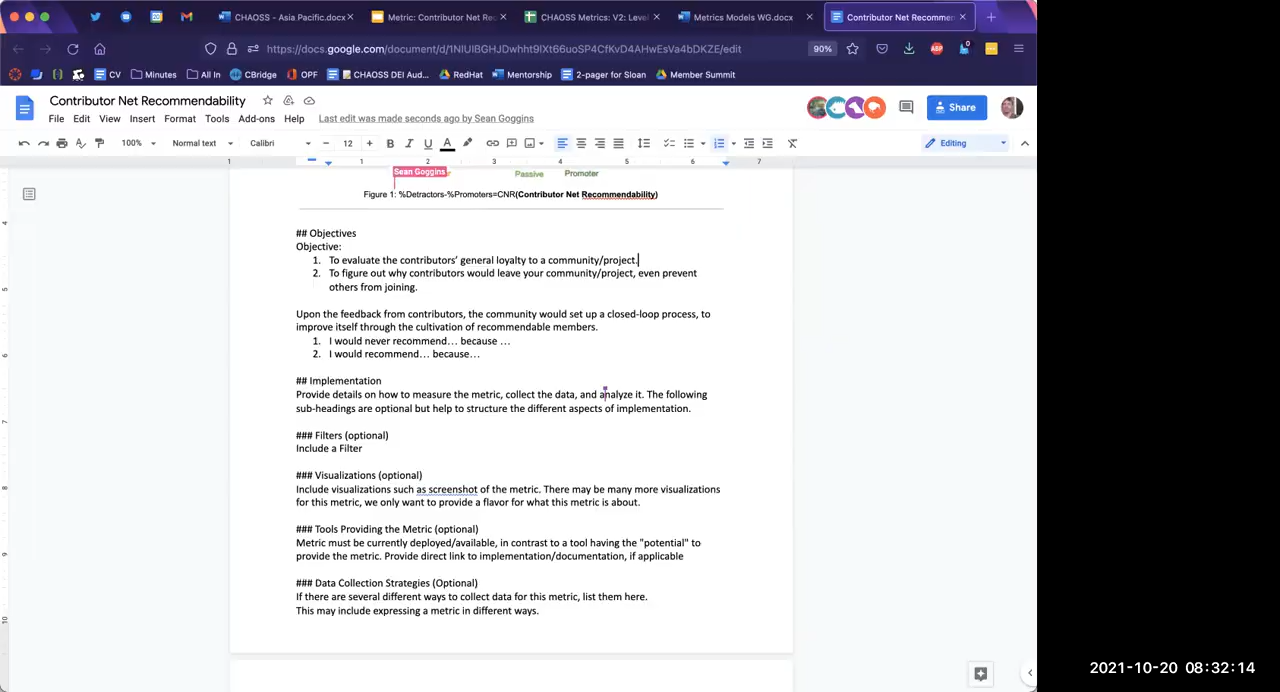 CHAOSS - Asia Pacific.docx
Metric: Contributor Net Rec
CHAOSS Metrics: V2: Level
Metrics Models WG.docx
Contributor Net Recommen
https://docs.google.com/document/d/1NlUlBGHJDwhht9lXt66uoSP4CfKvD4AHwEsVa4bDKZE/edit
90%
CV
Minutes
All In
CBridge
OPF
CHAOSS DEI Aud...
RedHat
Mentorship
2-pager for Sloan
Member Summit
Contributor Net Recommendability
Share
File Edit View Insert Format Tools Add-ons Help
Last edit was made seconds ago by Sean Goggins
100%
Normal text
Calibri
12
Editing
1 1 2 3 4 5 6 7
Sean Goggins
Passive
Promoter
Figure 1: %Detractors-%Promoters=CNR(Contributor Net Recommendability)
## Objectives
Objective:
1. To evaluate the contributors' general loyalty to a community/project.
2. To figure out why contributors would leave your community/project, even prevent
others from joining.
Upon the feedback from contributors, the community would set up a closed-loop process, to
improve itself through the cultivation of recommendable members.
1. I would never recommend… because …
2. I would recommend… because…
## Implementation
Provide details on how to measure the metric, collect the data, and analyze it. The following
sub-headings are optional but help to structure the different aspects of implementation.
### Filters (optional)
Include a Filter
### Visualizations (optional)
Include visualizations such as screenshot of the metric. There may be many more visualizations
for this metric, we only want to provide a flavor for what this metric is about.
### Tools Providing the Metric (optional)
Metric must be currently deployed/available, in contrast to a tool having the "potential" to
provide the metric. Provide direct link to implementation/documentation, if applicable
### Data Collection Strategies (Optional)
If there are several different ways to collect data for this metric, list them here.
This may include expressing a metric in different ways.
2021-10-20 08:32:14